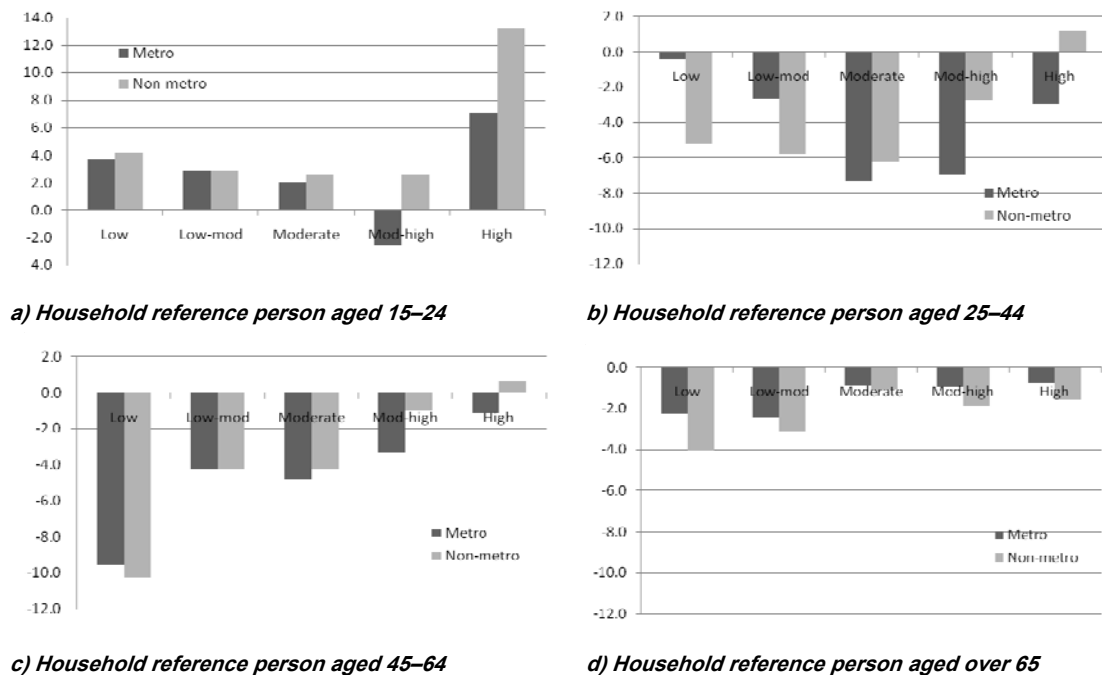 14.0
12.0
10.0
8.0
6.0
4.0
2.0
0.0
-2.0
4.0
Metro
Non metro
Low
Low-mod
Moderate
Mod-high
High
a) Household reference person aged 15–24
2.0
0.0
-2.0
-4.0
-6.0
-8.0
-10.0
-12.0
Low
Low-mod
Moderate
Mod-high
High
Metro
Non-metro
b) Household reference person aged 25–44
2.0
0.0
-2.0
-4.0
-6.0
-8.0
-10.0
-12.0
Low
Low-mod
Moderate
Mod-high
High
Metro
Non-metro
c) Household reference person aged 45–64
0.0
-2.0
-4.0
-6.0
-8.0
-10.0
-12.0
Low
Low-mod
Moderate
Mod-high
High
Metro
Non-metro
d) Household reference person aged over 65